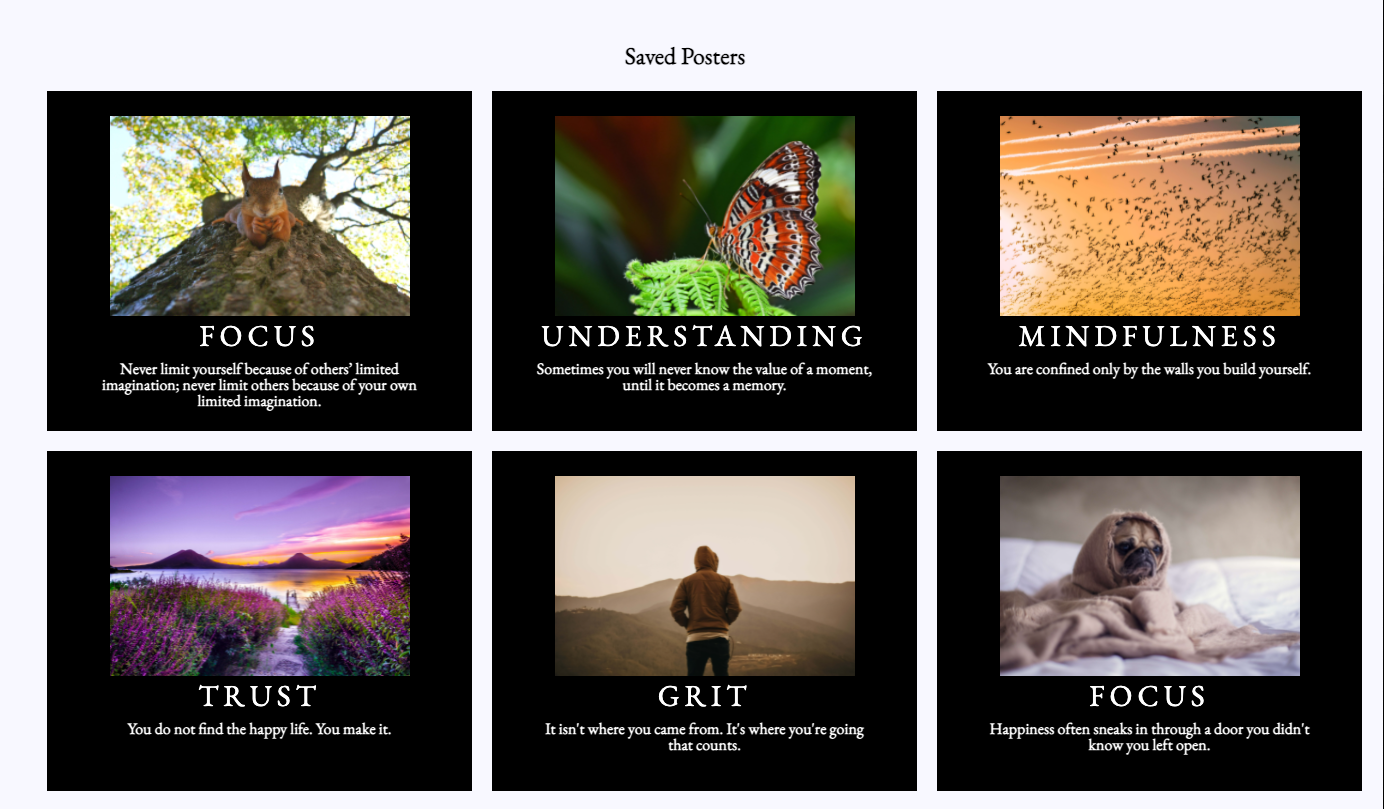 Saved Posters
FOCUS
Never limit yourself because of others’ limited
imagination; never limit others because of your own
limited imagination.
UNDERSTANDING
Sometimes you will never know the value of a moment,
until it becomes a memory.
MINDFULNESS
You are confined only by the walls you build yourself.
TRUST
You do not find the happy life. You make it.
GRIT
It isn't where you came from. It's where you're going
that counts.
FOCUS
Happiness often sneaks in through a door you didn't
know you left open.